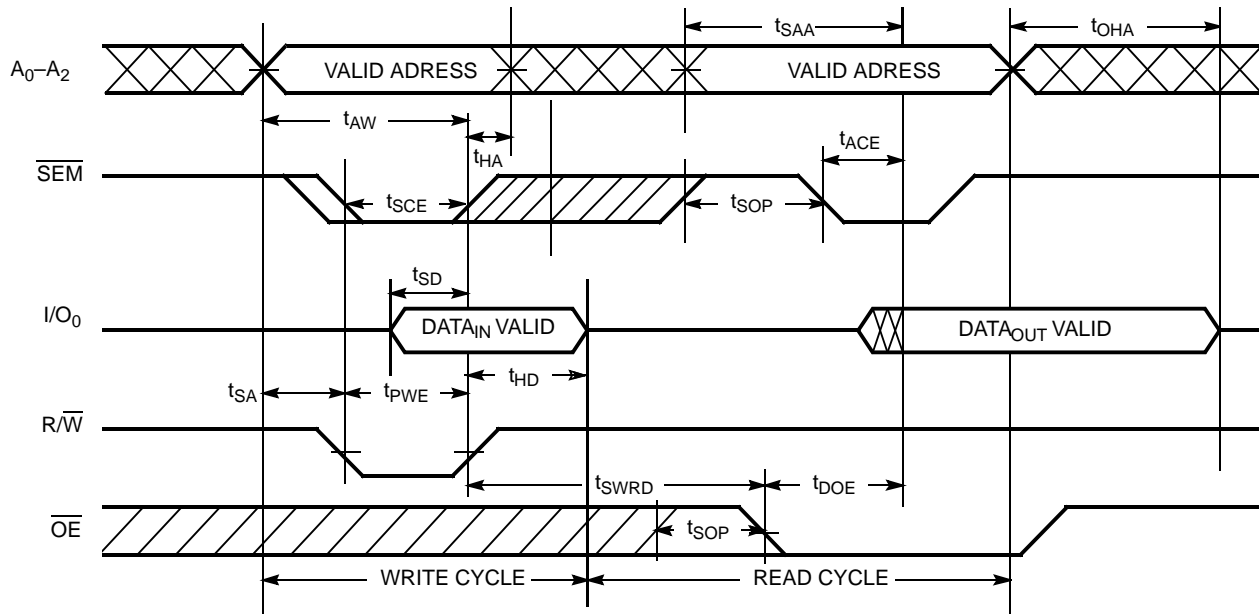 tSAA
tOHA
A0–A2
VALID ADRESS
VALID ADRESS
tAW
tHA
tACE
SEM
tSCE
tSOP
tSD
I/O0
DATAIN VALID
DATAOUT VALID
tSA
tPWE
tHD
R/W
tSWRD
tDOE
OE
tSOP
WRITE CYCLE
READ CYCLE